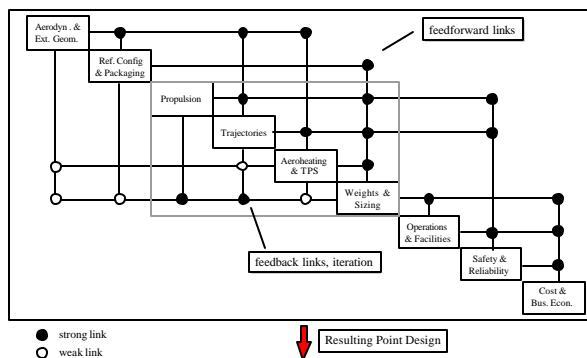 Aerodyn . &
Ext. Geom.
feedforward links
Ref. Config
& Packaging
Propulsion
Trajectories
Aeroheating
& TPS
Weights &
Sizing
Operations
& Facilities
feedback links, iteration
Safety &
Reliability
Cost &
Bus. Econ.
strong link
weak link
Resulting Point Design